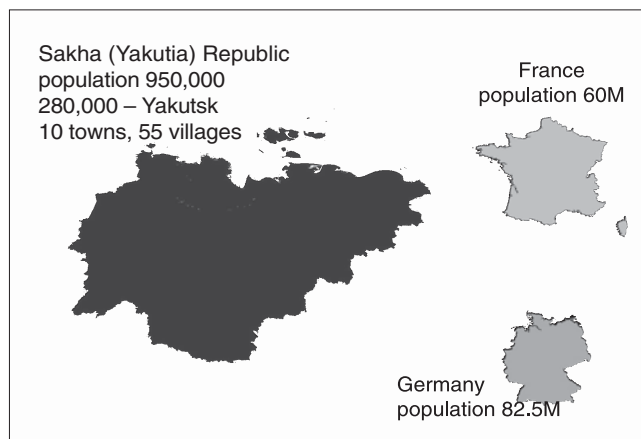 Sakha (Yakutia) Republic
population 950,000
280,000 – Yakutsk
10 towns, 55 villages
France
population 60M
Germany
population 82.5M